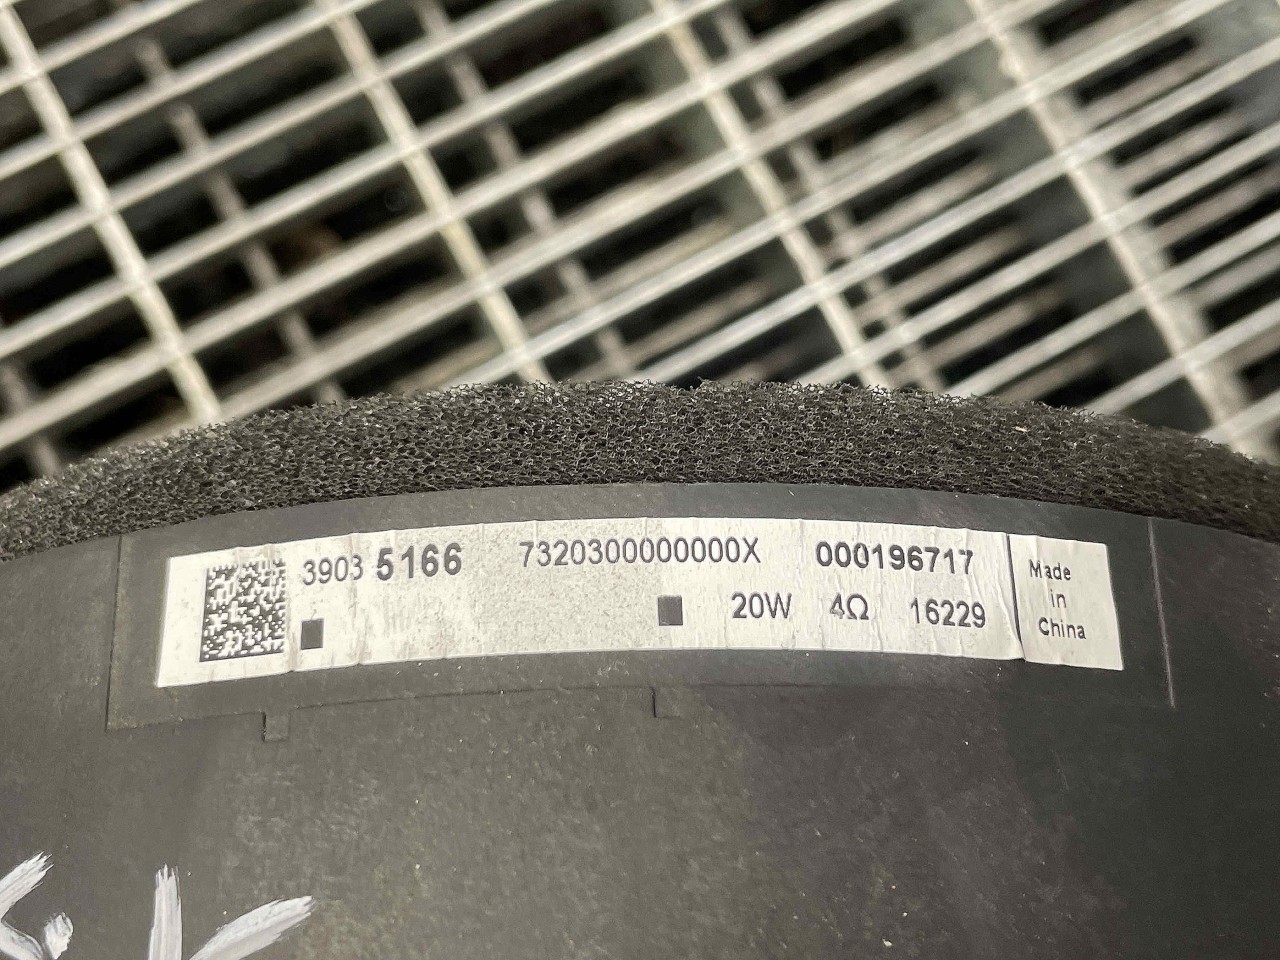 3903 5166 7320300000000X 000196717
20W 4Ω 16229
Made
in
China